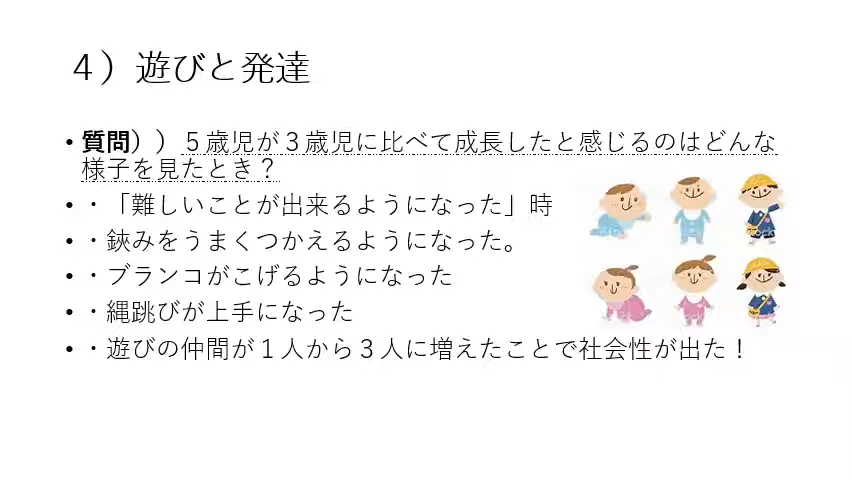 ４）遊びと発達
• 質問））５歳児が３歳児に比べて成長したと感じるのはどんな
様子を見たとき？
• ・「難しいことが出来るようになった」時
• ・鋏みをうまくつかえるようになった。
• ・ブランコがこげるようになった
• ・縄跳びが上手になった
• ・遊びの仲間が１人から３人に増えたことで社会性が出た！